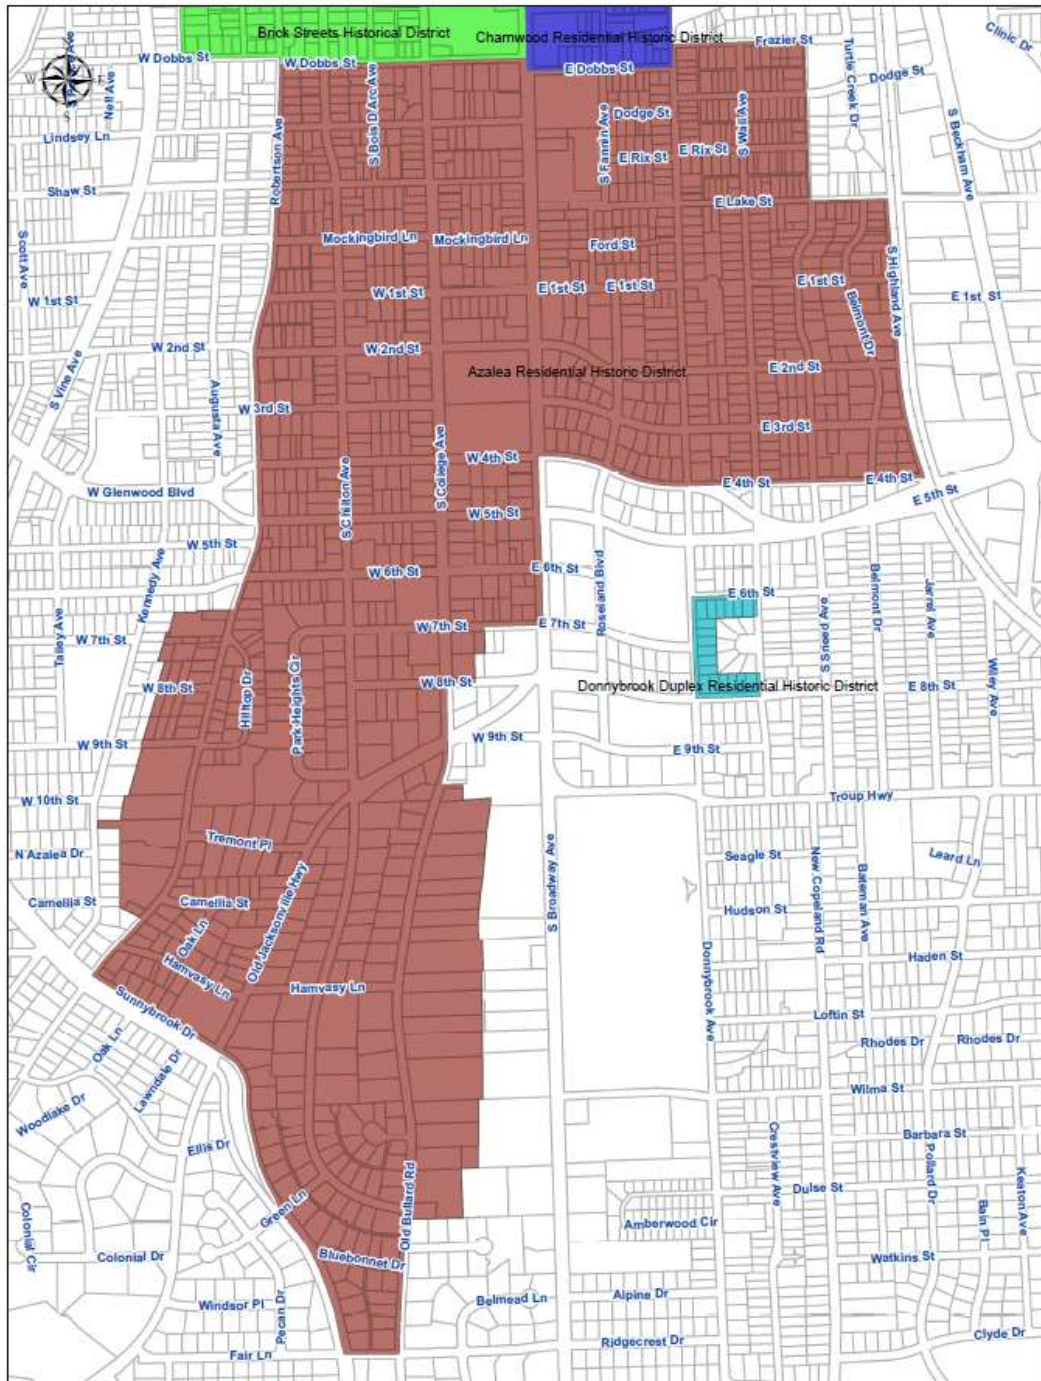 Brick Streets Historical District
Charnwood Residential Historic District
Frazier St
Clinic Dr
W Dobbs St
W Dobbs St
E Dobbs St
Turtle Creek Dr
Dodge St
W
Nell Ave
S
S Bois D Arc Ave
Dodge St
S Wall Ave
S Beckham Ave
Lindsey Ln
Robertson Ave
S Fannin Ave
E Rix St
E Rix St
Shaw St
E Lake St
Scott Ave
Mockingbird Ln
Mockingbird Ln
Ford St
S Highland Ave
W 1st St
W 1st St
E 1st St
E 1st St
E 1st St
E 1st St
Belmont Dr
S Vine Ave
W 2nd St
W 2nd St
E 2nd St
Azalea Residential Historic District
Augusta Ave
W 3rd St
E 3rd St
S College Ave
W 4th St
S Chilton Ave
E 4th St
E 4th St
E 5th St
W Glenwood Blvd
W 5th St
W 5th St
Kennedy Ave
W 6th St
E 6th St
Roseland Blvd
E 6th St
S Sneed Ave
Belmont Dr
Jarrel Ave
Talley Ave
W 7th St
W 7th St
E 7th St
W 8th St
Hilltop Dr
Park Heights Cir
W 8th St
Donnybrook Duplex Residential Historic District
E 8th St
Wiley Ave
W 9th St
W 9th St
E 9th St
W 10th St
Troup Hwy
N Azalea Dr
Tremont Pl
S Broadway Ave
Seagle St
New Copeland Rd
Bateman Ave
Leard Ln
Camellia St
Camellia St
Old Jacksonville Hwy
Hudson St
Oak Ln
Hamvasy Ln
Hamvasy Ln
Donnybrook Ave
Haden St
Sunnybrook Dr
Loftin St
Oak Ln
Lawndale Dr
Rhodes Dr
Rhodes Dr
Woodlake Dr
Wilma St
Ellis Dr
Crestview Ave
Barbara St
Pollard Dr
Keaton Ave
Green Ln
Old Bullard Rd
Dulse St
Bain Pl
Colonial Cir
Colonial Dr
Bluebonnet Dr
Amberwood Cir
Watkins St
Windsor Pl
Pecan Dr
Belmead Ln
Alpine Dr
Fair Ln
Ridgecrest Dr
Clyde Dr